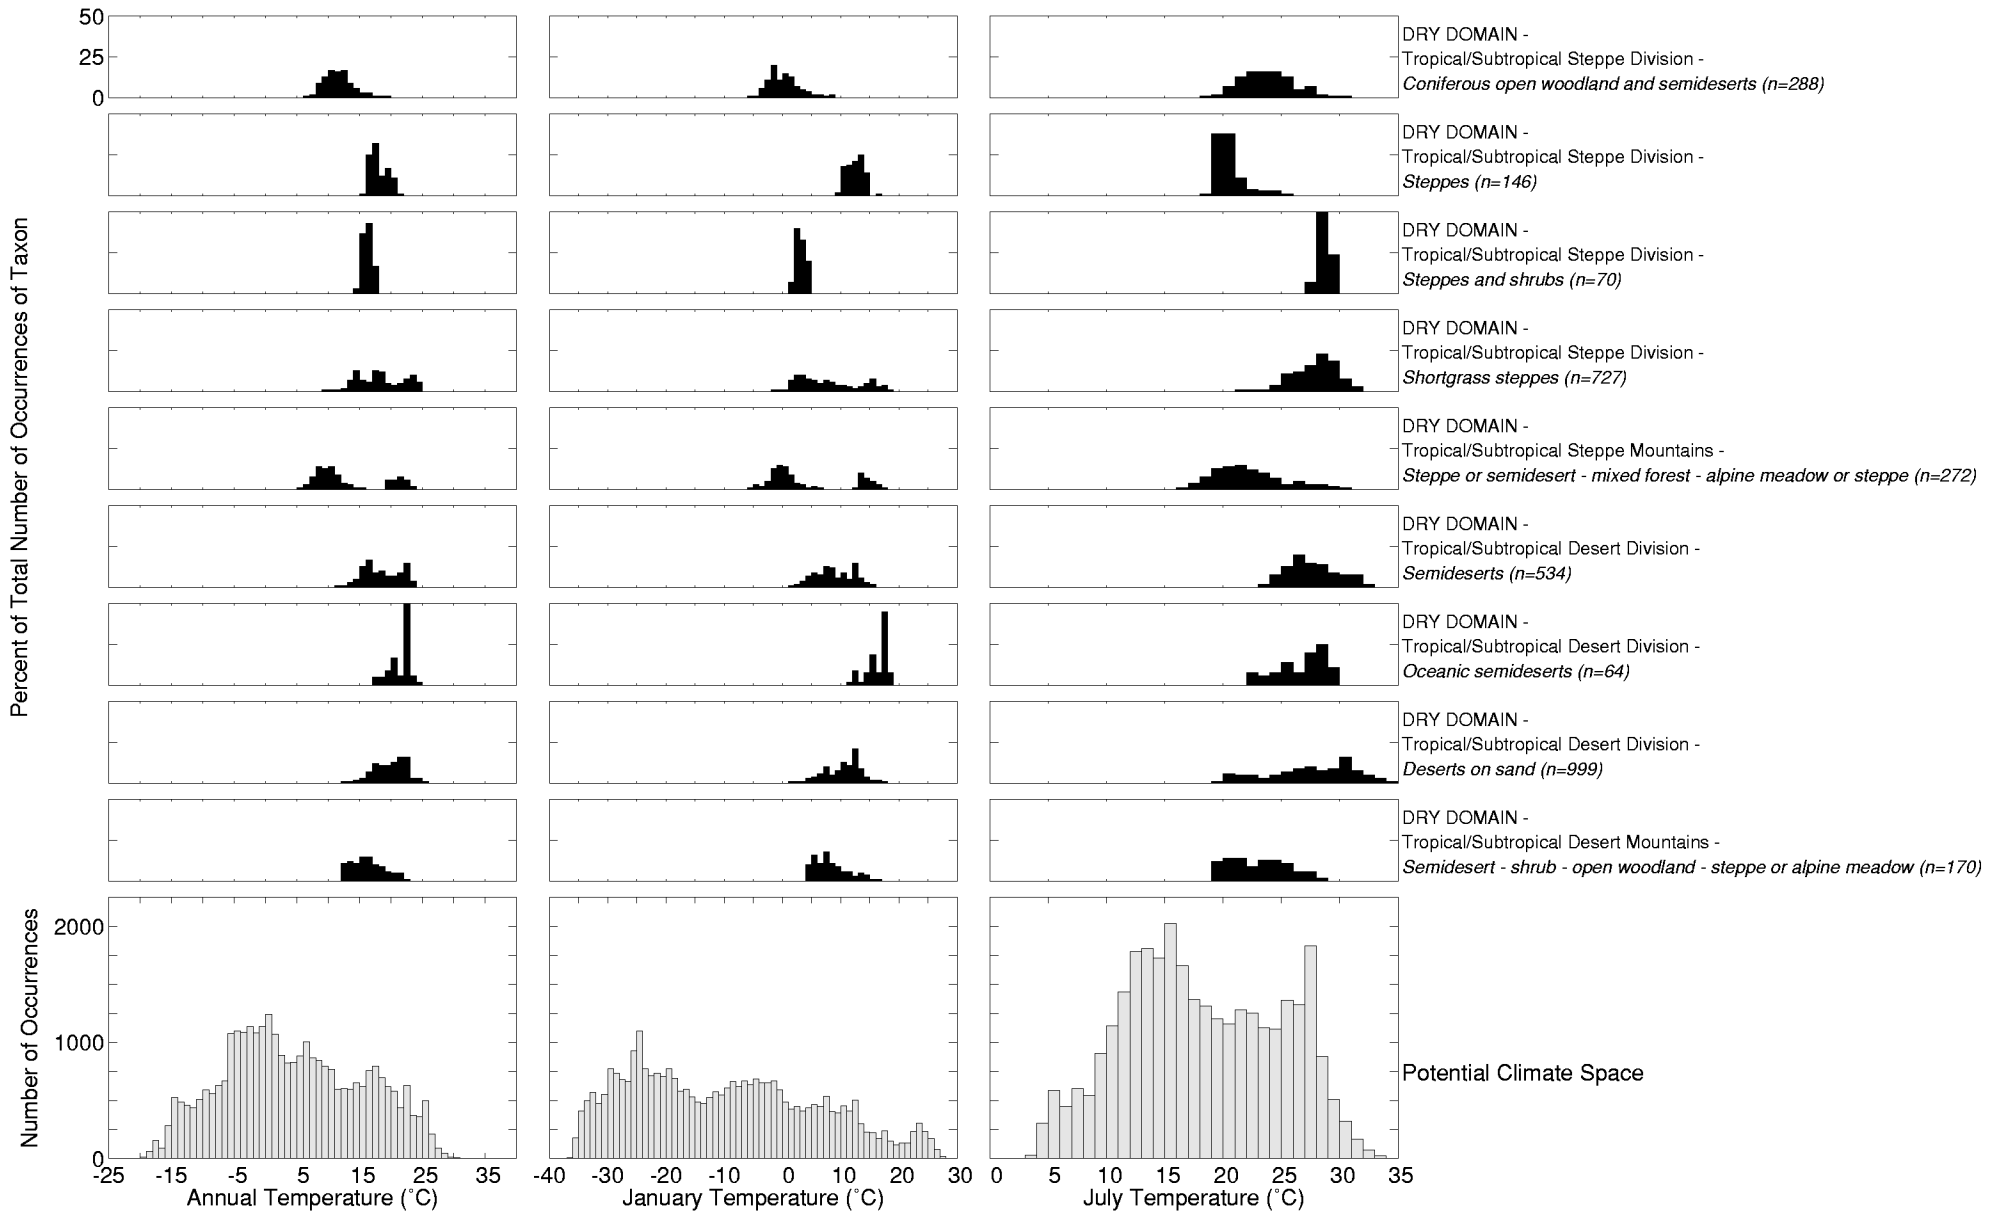 50
25
0
DRY DOMAIN -
Tropical/Subtropical Steppe Division -
Coniferous open woodland and semideserts (n=288)
DRY DOMAIN -
Tropical/Subtropical Steppe Division -
Steppes (n=146)
DRY DOMAIN -
Tropical/Subtropical Steppe Division -
Steppes and shrubs (n=70)
DRY DOMAIN -
Tropical/Subtropical Steppe Division -
Shortgrass steppes (n=727)
DRY DOMAIN -
Tropical/Subtropical Steppe Mountains -
Steppe or semidesert - mixed forest - alpine meadow or steppe (n=272)
DRY DOMAIN -
Tropical/Subtropical Desert Division -
Semideserts (n=534)
DRY DOMAIN -
Tropical/Subtropical Desert Division -
Oceanic semideserts (n=64)
DRY DOMAIN -
Tropical/Subtropical Desert Division -
Deserts on sand (n=999)
DRY DOMAIN -
Tropical/Subtropical Desert Mountains -
Semidesert - shrub - open woodland - steppe or alpine meadow (n=170)
Percent of Total Number of Occurrences of Taxon
Number of Occurrences
2000
1000
0
Potential Climate Space
-25 -15 -5 5 15 25 35
-40 -30 -20 -10 0 10 20 30
0 5 10 15 20 25 30 35
Annual Temperature (˚C)
January Temperature (˚C)
July Temperature (˚C)